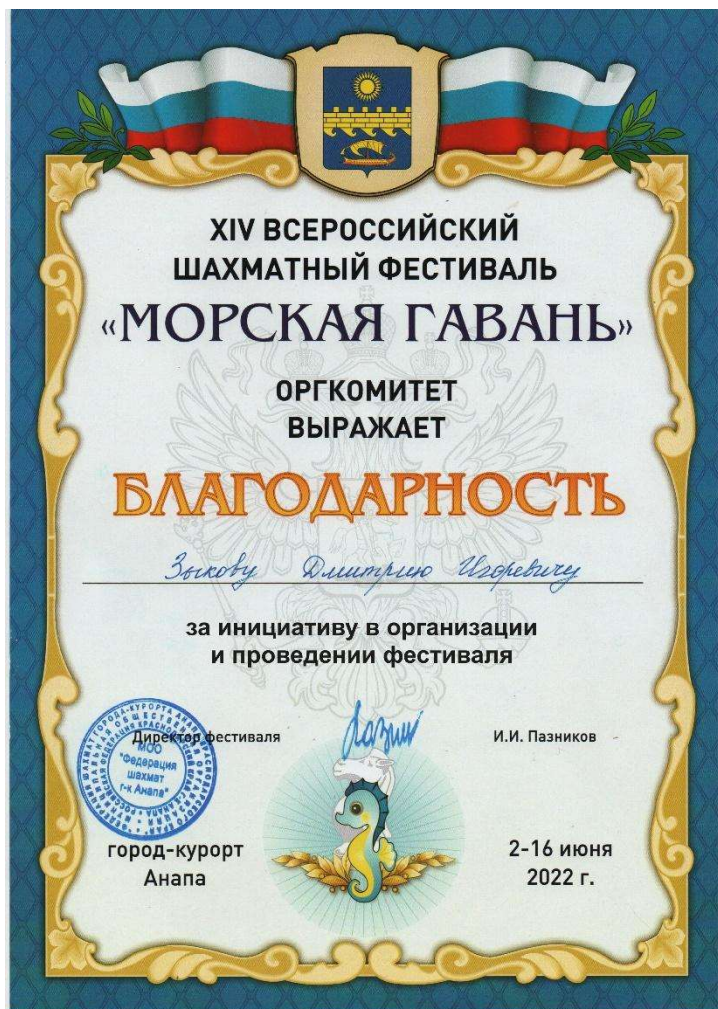 XIV ВСЕРОССИЙСКИЙ
ШАХМАТНЫЙ ФЕСТИВАЛЬ
«МОРСКАЯ ГАВАНЬ»
ОРГКОМИТЕТ
ВЫРАЖАЕТ
БЛАГОДАРНОСТЬ
Зыкову Дмитрию Игоревичу
за инициативу в организации
и проведении фестиваля
Директор фестиваля И.И. Пазников
МОО
"Федерация
шахмат
г-к Анапа"
город-курорт
Анапа
2-16 июня
2022 г.